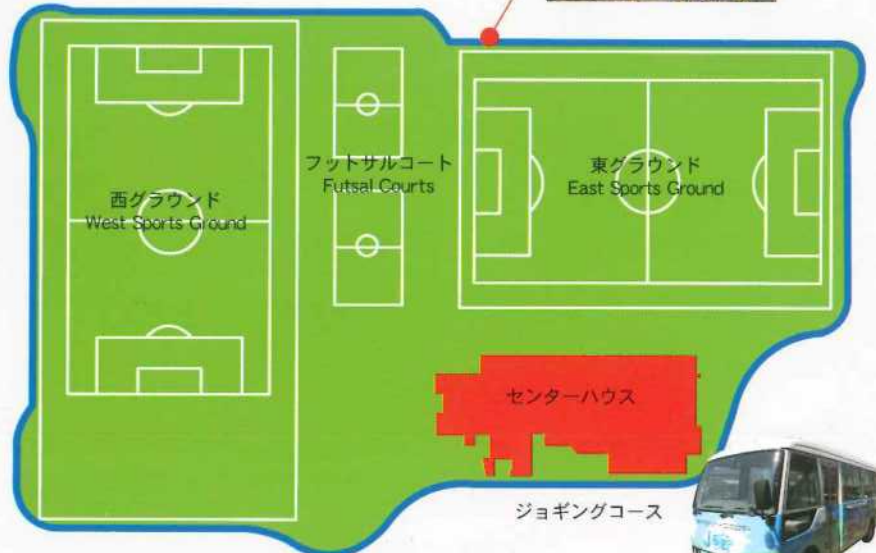 フットサルコート
Futsal Courts
東グラウンド
East Sports Ground
西グラウンド
West Sports Ground
センターハウス
ジョギングコース